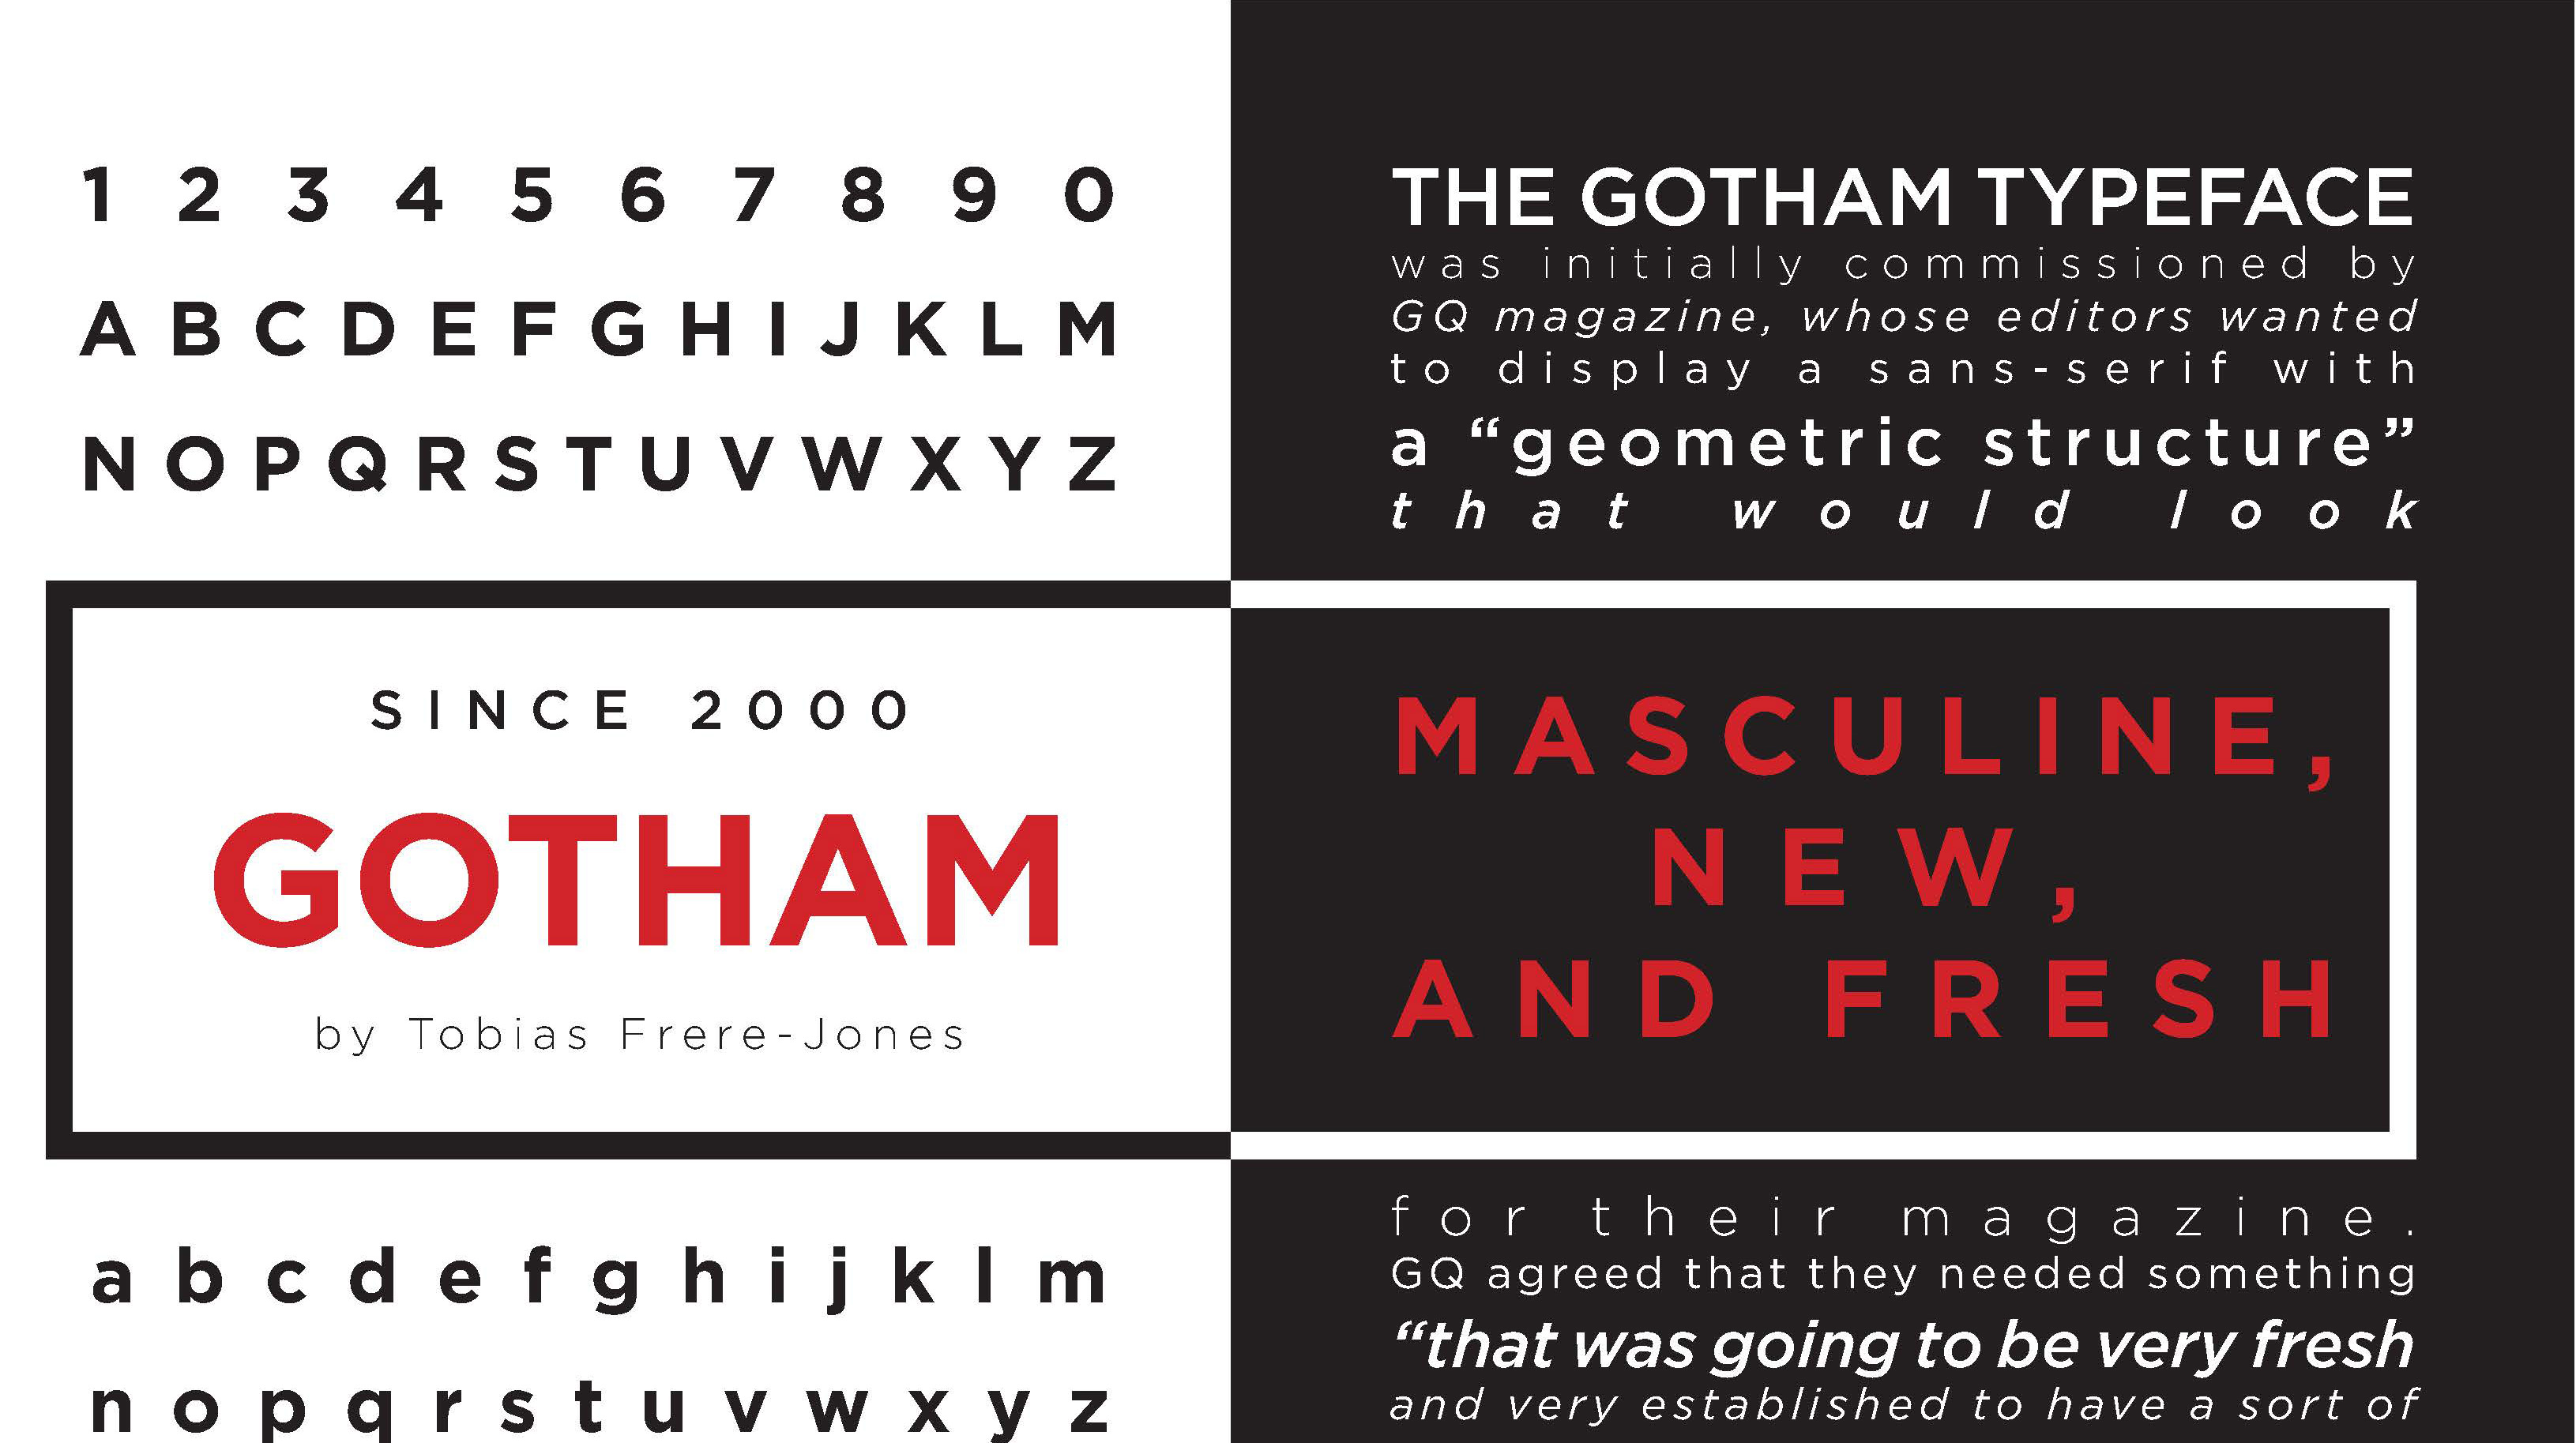 1 2 3 4 5 6 7 8 9 0
A B C D E F G H I J K L M
N O P Q R S T U V W X Y Z
SINCE 2000
GOTHAM
by Tobias Frere-Jones
a b c d e f g h i j k l m
n o p q r s t u v w x y z
THE GOTHAM TYPEFACE
was initially commissioned by
GQ magazine, whose editors wanted
to display a sans-serif with
a “geometric structure”
that would look
MASCULINE,
NEW,
AND FRESH
for their magazine.
GQ agreed that they needed something
“that was going to be very fresh
and very established to have a sort of